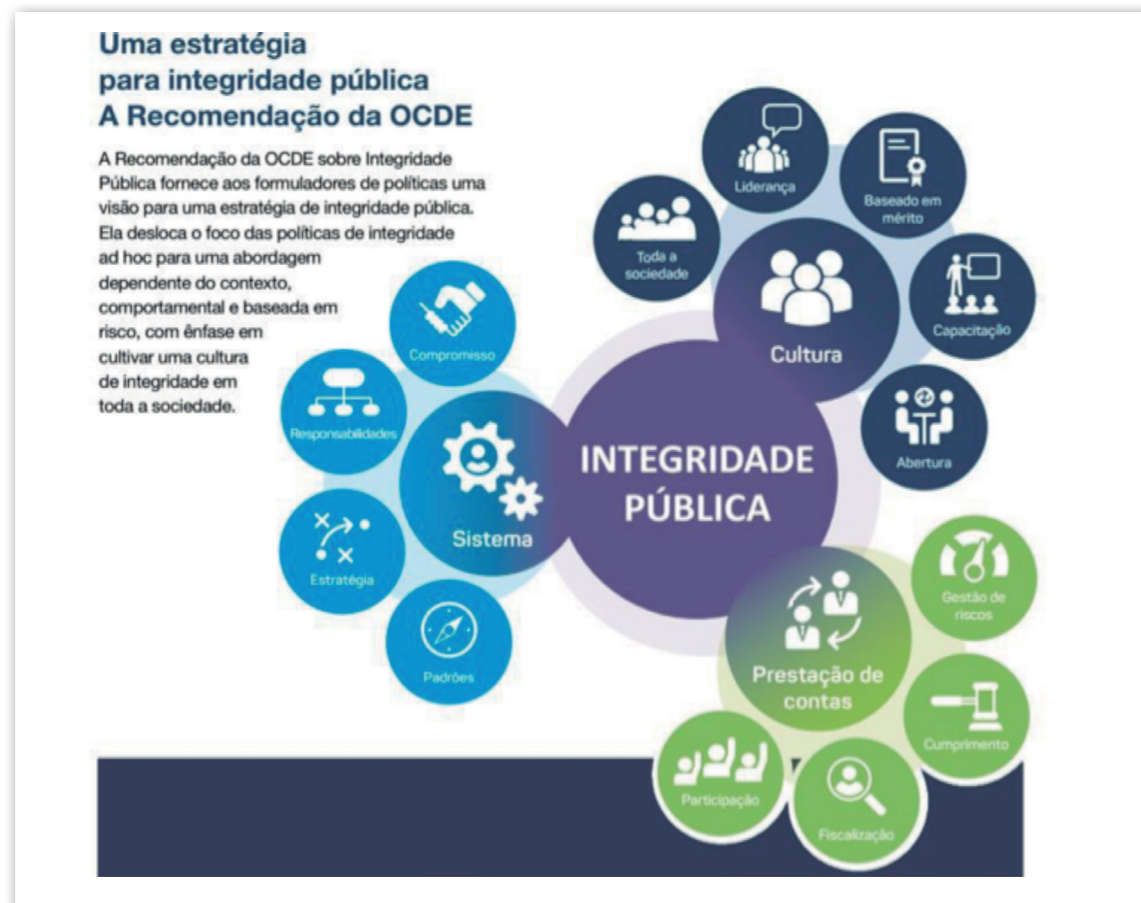 Uma estratégia
para integridade pública
A Recomendação da OCDE
A Recomendação da OCDE sobre Integridade
Pública fornece aos formuladores de políticas uma
visão para uma estratégia de integridade pública.
Ela desloca o foco das políticas de integridade
ad hoc para uma abordagem
dependente do contexto,
comportamental e baseada em
risco, com ênfase em
cultivar uma cultura
de integridade em
toda a sociedade.
Liderança
Baseado em
mérito
Toda a
sociedade
Capacitação
Cultura
Abertura
Compromisso
Responsabilidades
Estratégia
Padrões
Sistema
INTEGRIDADE
PÚBLICA
Prestação de
contas
Gestão de
riscos
Cumprimento
Fiscalização
Participação